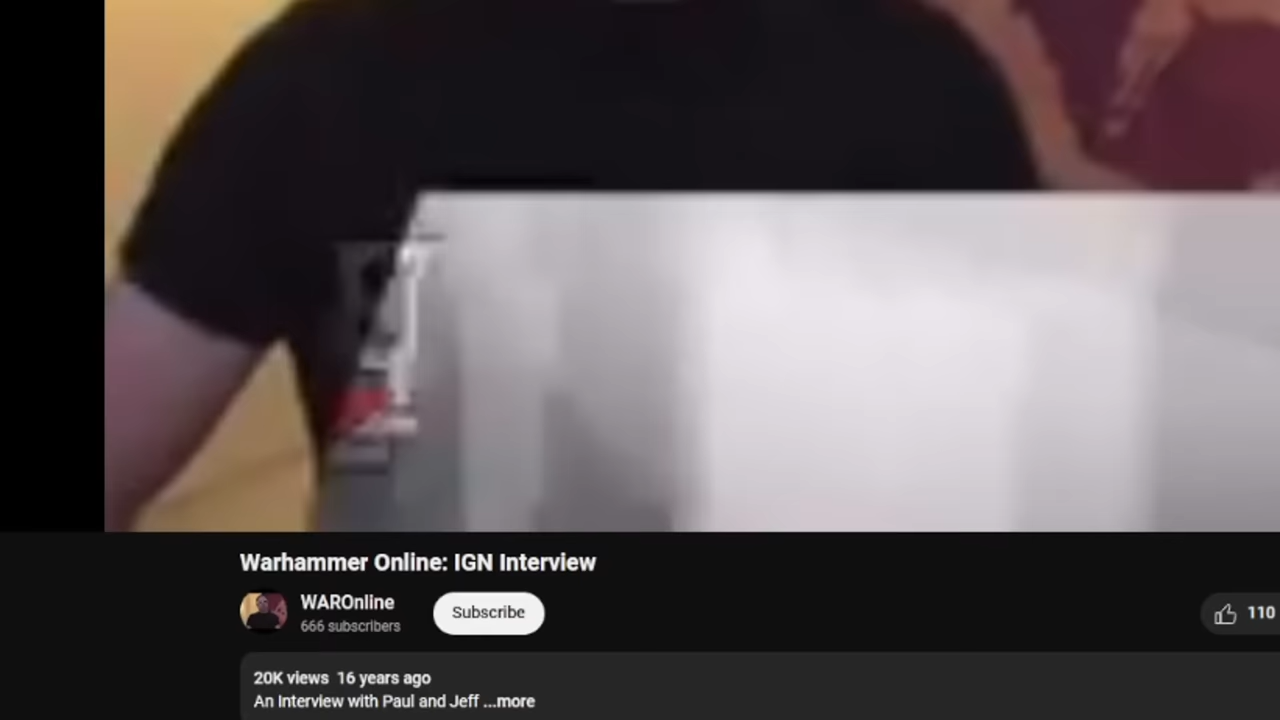 Warhammer Online: IGN Interview
WAROnline
666 subscribers
Subscribe
110
20K views 16 years ago
An Interview with Paul and Jeff ...more